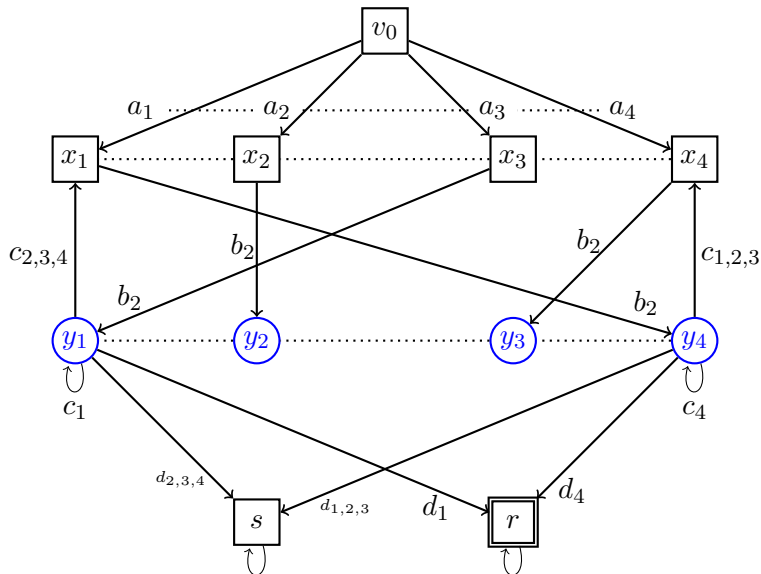 v₀
a₁ a₂ a₃ a₄
x₁ x₂ x₃ x₄
c₂,₃,₄ b₂ b₂ c₁,₂,₃
b₂ b₂
y₁ y₂ y₃ y₄
c₁ c₄
d₂,₃,₄ d₁,₂,₃ d₁ d₄
s r